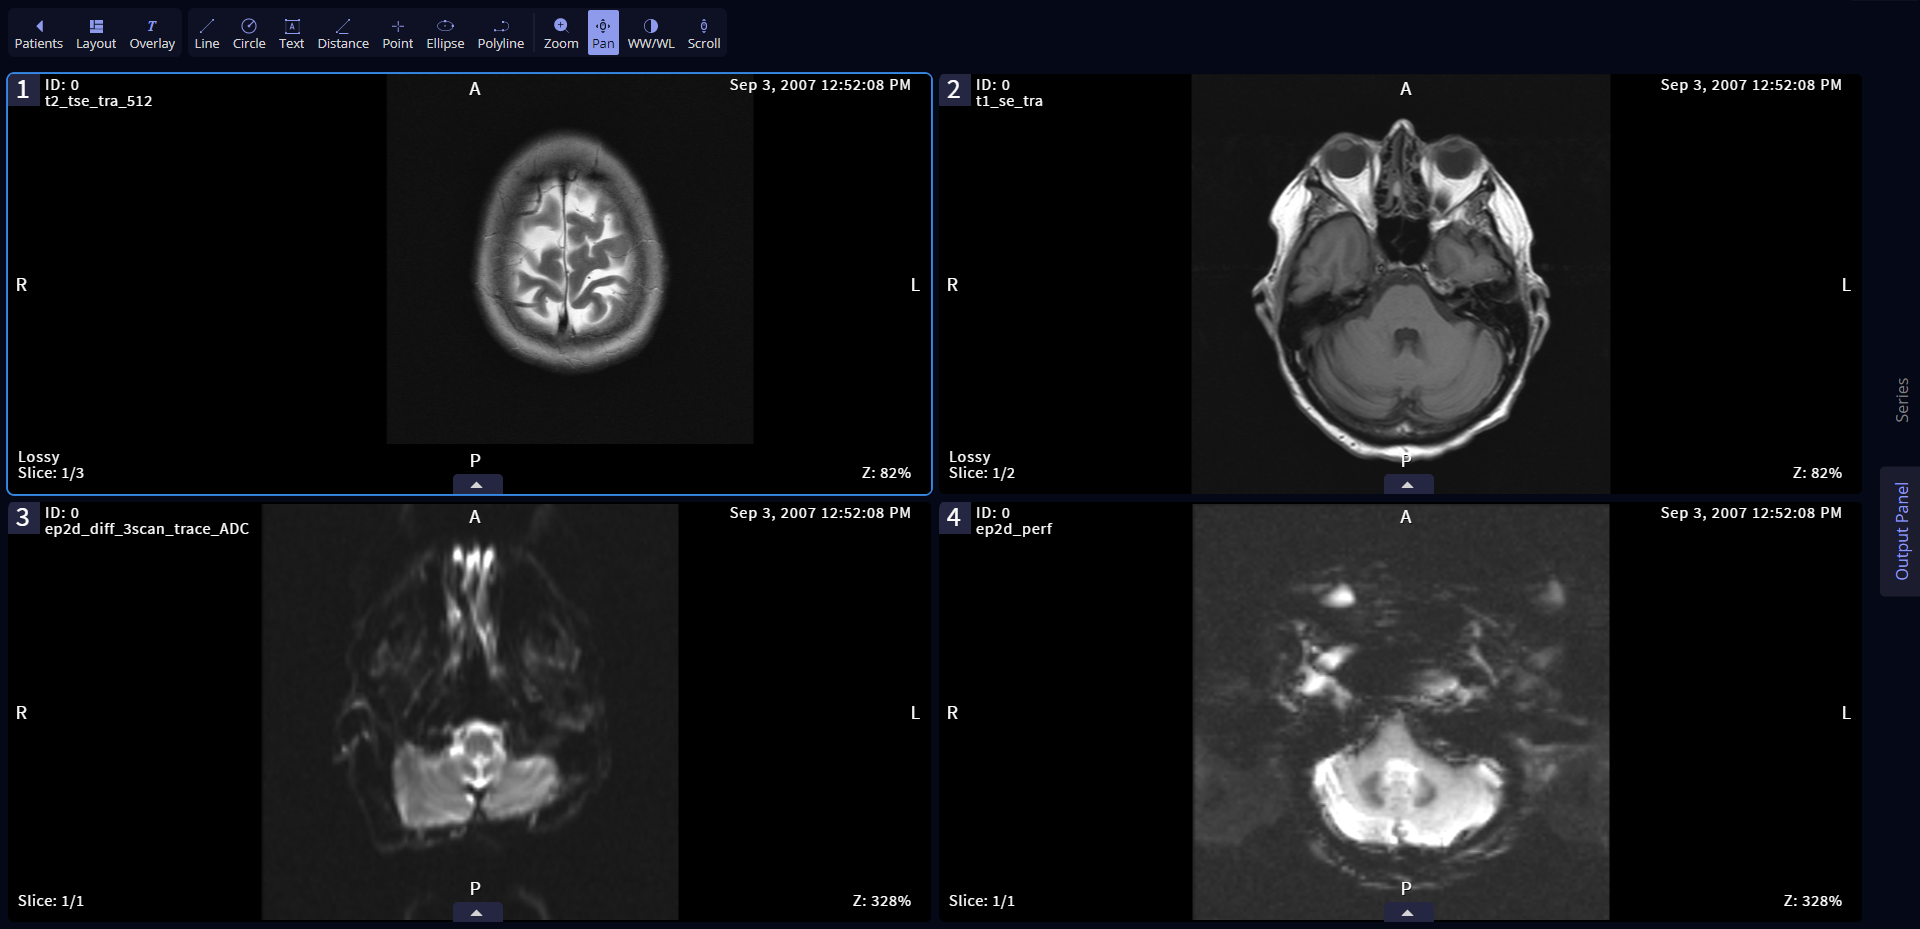 Patients Layout Overlay Line Circle Text Distance Point Ellipse Polyline Zoom Pan WW/WL Scroll
1 ID: 0 A Sep 3, 2007 12:52:08 PM
t2_tse_tra_512
R L
Lossy
Slice: 1/3 P Z: 82%
2 ID: 0 A Sep 3, 2007 12:52:08 PM
t1_se_tra
R L
Lossy
Slice: 1/2 P Z: 82%
3 ID: 0 A Sep 3, 2007 12:52:08 PM
ep2d_diff_3scan_trace_ADC
R L
Slice: 1/1 P Z: 328%
4 ID: 0 A Sep 3, 2007 12:52:08 PM
ep2d_perf
R L
Slice: 1/1 P Z: 328%
Series
Output Panel